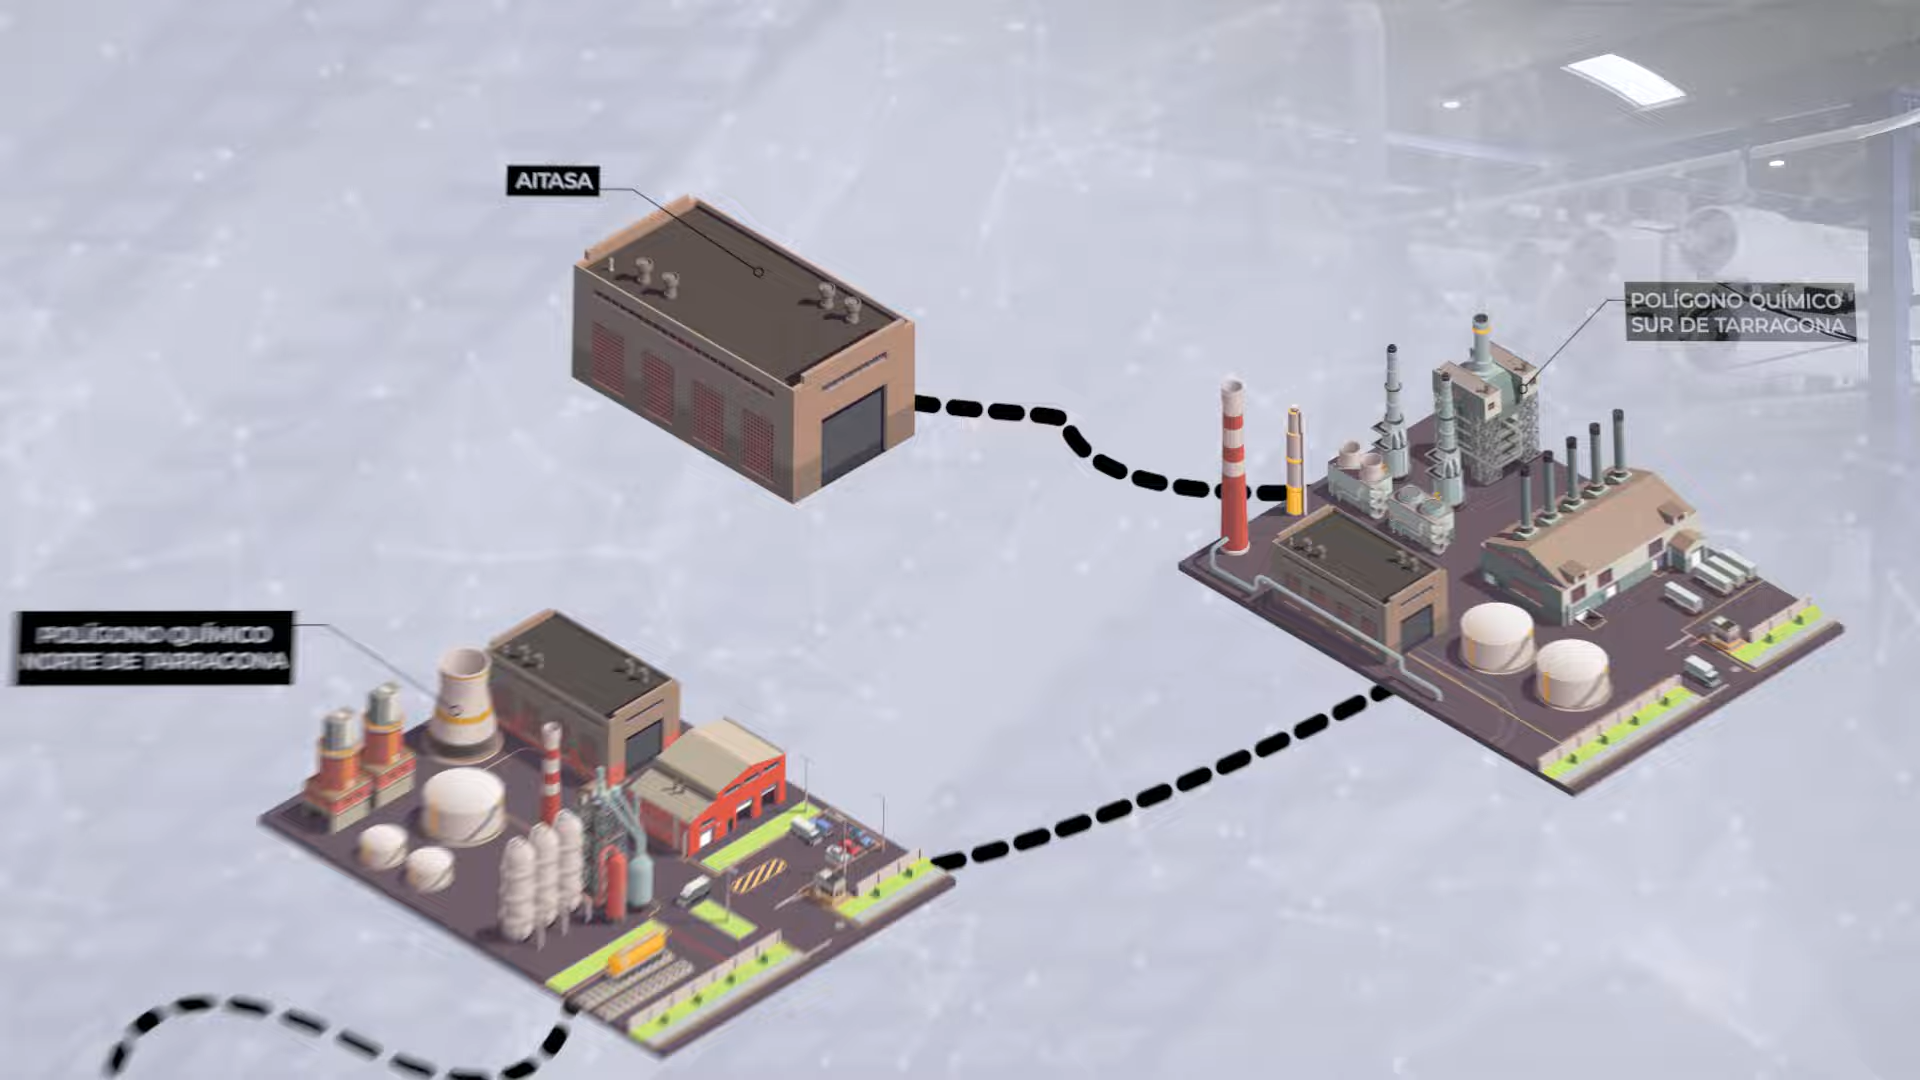 AITASA
POLÍGONO QUÍMICO
SUR DE TARRAGONA
POLÍGONO QUÍMICO
NORTE DE TARRAGONA